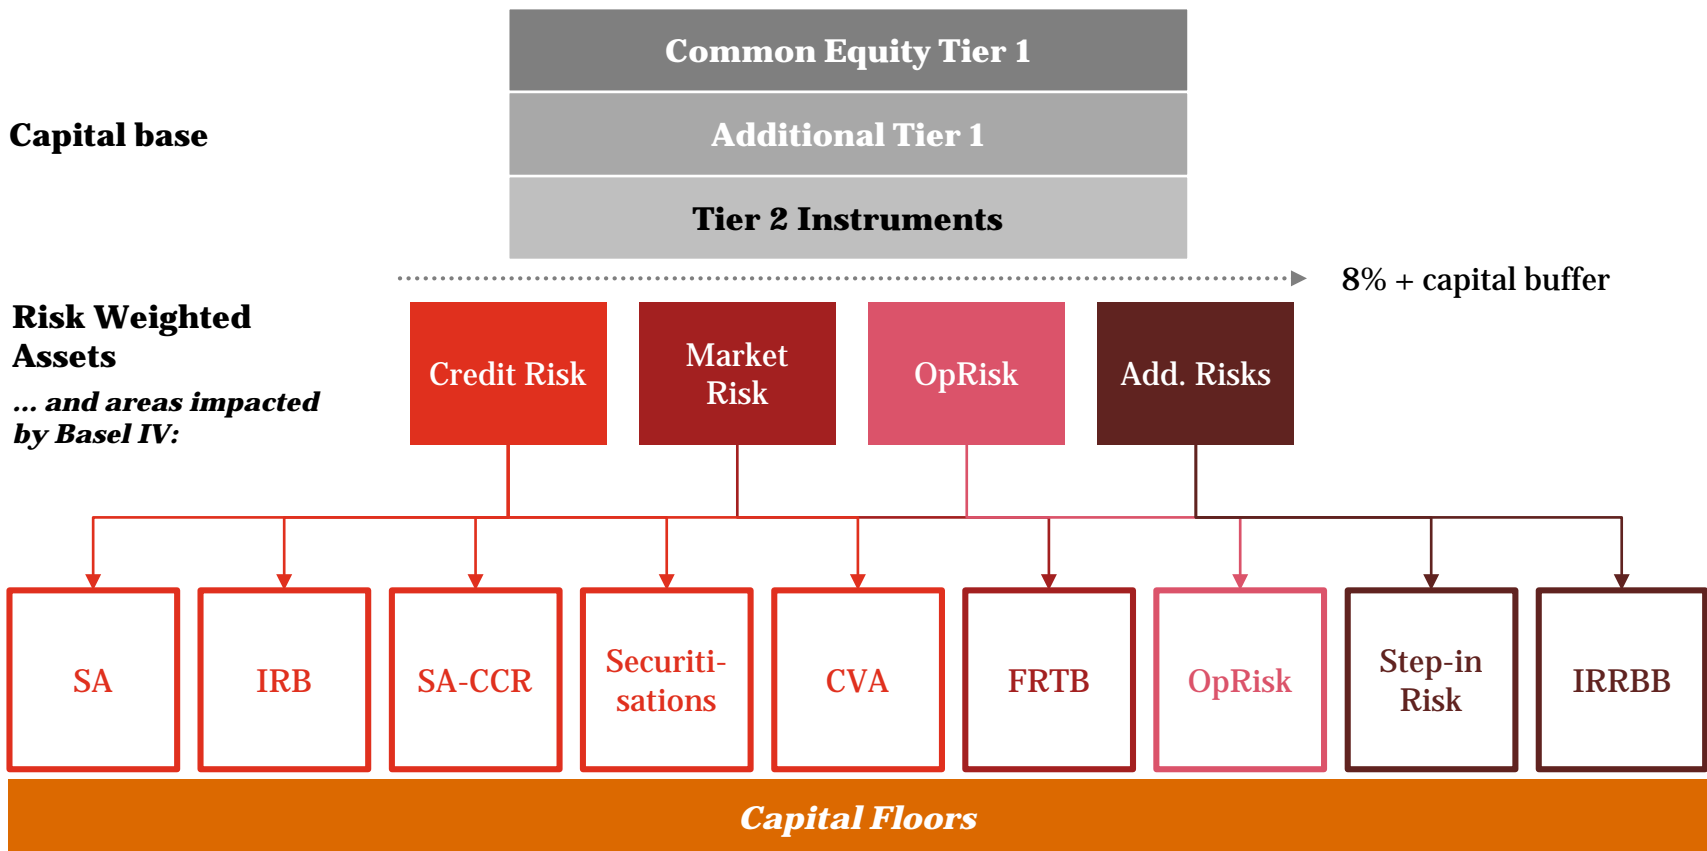 Common Equity Tier 1
Capital base
Additional Tier 1
Tier 2 Instruments
8% + capital buffer
Risk Weighted
Assets
... and areas impacted
by Basel IV:
Credit Risk
Market
Risk
OpRisk
Add. Risks
SA
IRB
SA-CCR
Securiti-
sations
CVA
FRTB
OpRisk
Step-in
Risk
IRRBB
Capital Floors